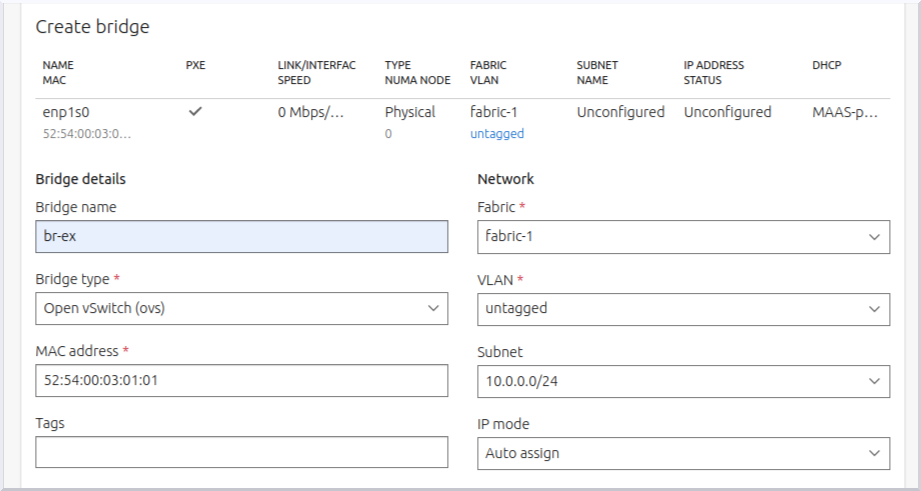 Create bridge
NAME PXE LINK/INTERFAC TYPE FABRIC SUBNET IP ADDRESS DHCP
MAC SPEED NUMA NODE VLAN NAME STATUS
enp1s0 0 Mbps/... Physical fabric-1 Unconfigured Unconfigured MAAS-p...
52:54:00:03:0... 0 untagged
Bridge details
Bridge name
br-ex
Bridge type *
Open vSwitch (ovs)
MAC address *
52:54:00:03:01:01
Tags
Network
Fabric *
fabric-1
VLAN *
untagged
Subnet
10.0.0.0/24
IP mode
Auto assign